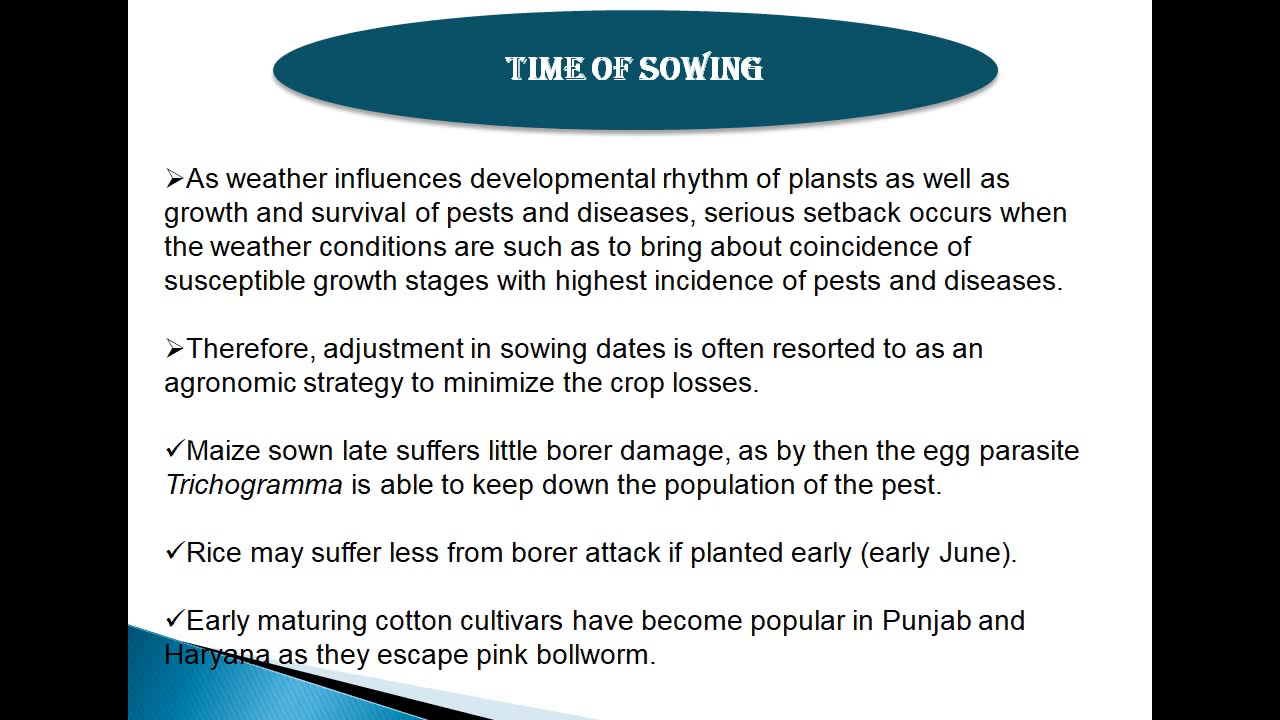 TIME OF SOWING
➢As weather influences developmental rhythm of plansts as well as
growth and survival of pests and diseases, serious setback occurs when
the weather conditions are such as to bring about coincidence of
susceptible growth stages with highest incidence of pests and diseases.
➢Therefore, adjustment in sowing dates is often resorted to as an
agronomic strategy to minimize the crop losses.
✓Maize sown late suffers little borer damage, as by then the egg parasite
Trichogramma is able to keep down the population of the pest.
✓Rice may suffer less from borer attack if planted early (early June).
✓Early maturing cotton cultivars have become popular in Punjab and
Haryana as they escape pink bollworm.